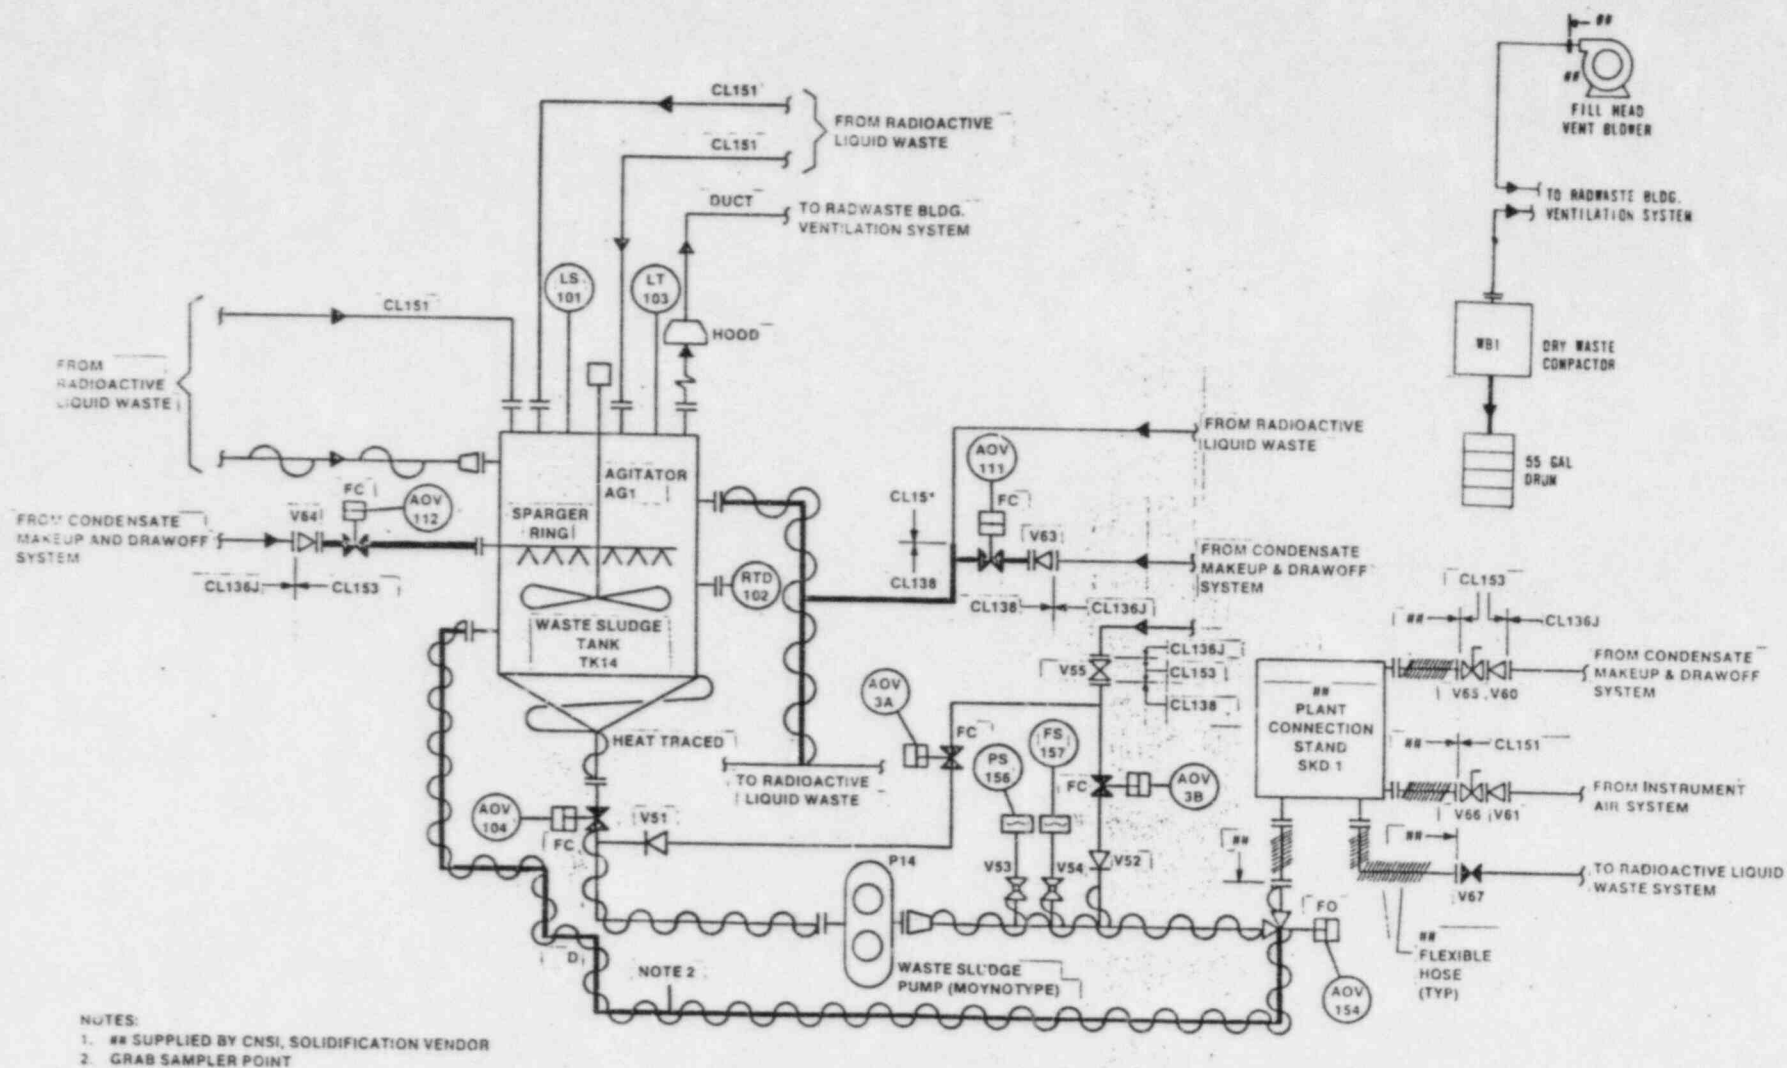 ##
##
FILL HEAD
VENT BLOWER
CL151
FROM RADIOACTIVE
LIQUID WASTE
CL151
DUCT
TO RADWASTE BLDG.
VENTILATION SYSTEM
TO RADWASTE BLDG.
VENTILATION SYSTEM
LS
101
LT
103
CL151
HOOD
WB1
DRY WASTE
COMPACTOR
FROM
RADIOACTIVE
LIQUID WASTE
FROM RADIOACTIVE
LIQUID WASTE
AOV
111
55 GAL
DRUM
AGITATOR
AG1
FC
AOV
112
CL15*
FC
SPARGER
RING
V64
FROM CONDENSATE
MAKEUP AND DRAWOFF
SYSTEM
V63
FROM CONDENSATE
MAKEUP & DRAWOFF
SYSTEM
CL136J
CL153
CL138
RTD
102
CL138
CL136J
CL153
##
CL136J
WASTE SLUDGE
TANK
TK14
V55
CL136J
CL153
CL138
FROM CONDENSATE
MAKEUP & DRAWOFF
SYSTEM
V65
V60
AOV
3A
##
PLANT
CONNECTION
STAND
SKD 1
HEAT TRACED
FC
PS
156
FS
157
##
CL151
TO RADIOACTIVE
LIQUID WASTE
FC
AOV
3B
FROM INSTRUMENT
AIR SYSTEM
V66
V61
AOV
104
FC
V51
##
##
P14
V53
V54
V52
TO RADIOACTIVE LIQUID
WASTE SYSTEM
V67
FO
D
NOTE 2
WASTE SLUDGE
PUMP (MOYNOTYPE)
##
FLEXIBLE
HOSE
(TYP)
AOV
154
NOTES:
1. ## SUPPLIED BY CNSI, SOLIDIFICATION VENDOR
2. GRAB SAMPLER POINT